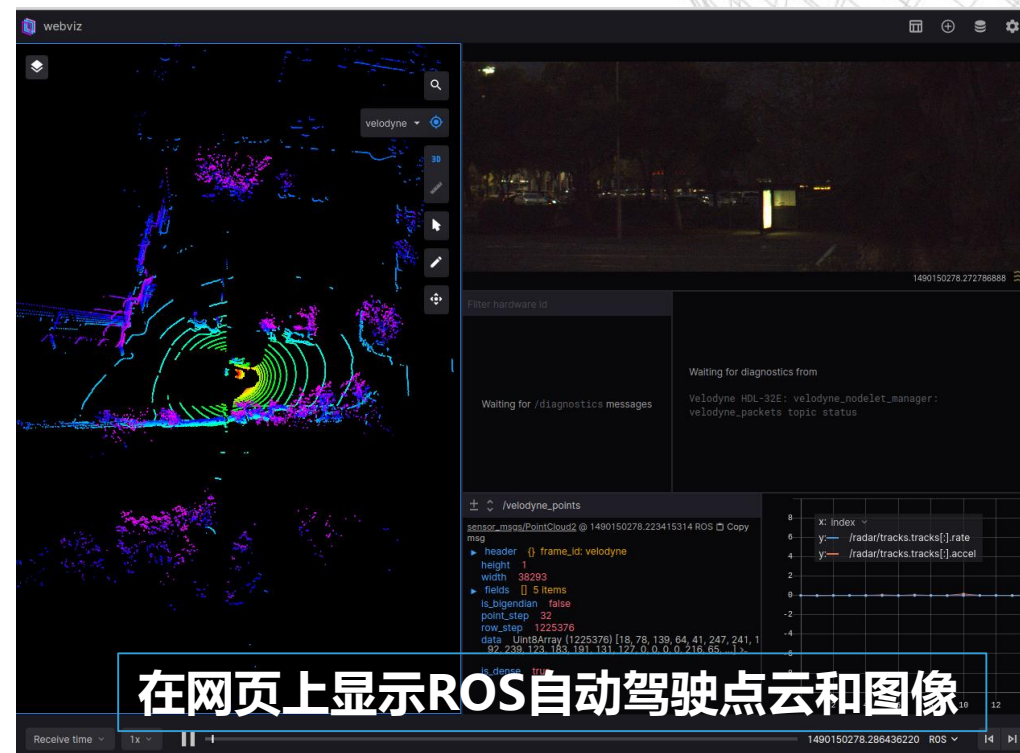 webviz
velodyne
3D
1490150278.272786888
Filter hardware id
Waiting for /diagnostics messages
Waiting for diagnostics from
Velodyne HDL-32E: velodyne_nodelet_manager:
velodyne_packets topic status
/velodyne_points
sensor_msgs/PointCloud2 @ 1490150278.223415314 ROS Copy
msg
header {} frame_id: velodyne
height 1
width 38293
fields [] 5 items
is_bigendian false
point_step 32
row_step 1225376
data Uint8Array (1225376) [18, 78, 139, 64, 41, 247, 241, 1
92, 239, 123, 183, 191, 131, 127, 0, 0, 0, 0, 216, 65, ...]
is_dense true
8
6
4
2
0
-2
-4
x: index
y: /radar/tracks.tracks[:].rate
y: /radar/tracks.tracks[:].accel
10 12
在网页上显示ROS自动驾驶点云和图像
Receive time 1x 1490150278.286436220 ROS